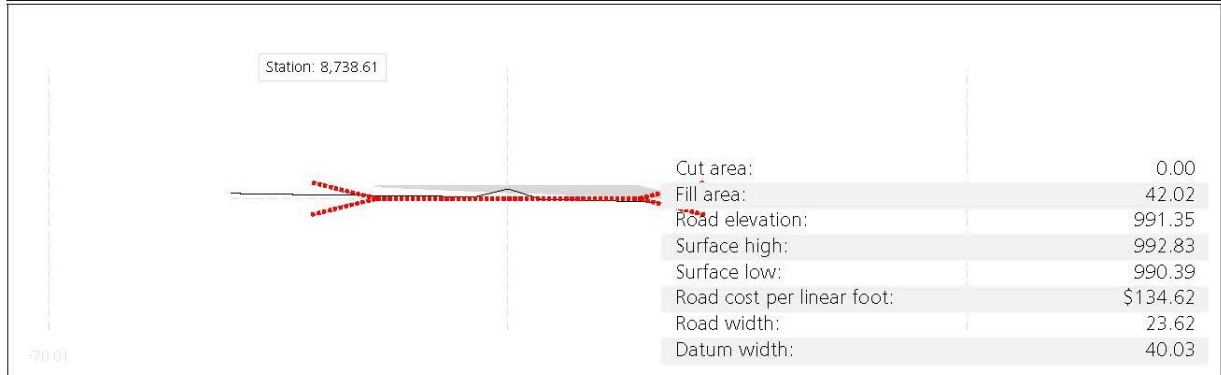 Station: 8,738.61
Cut area: 0.00
Fill area: 42.02
Road elevation: 991.35
Surface high: 992.83
Surface low: 990.39
Road cost per linear foot: $134.62
Road width: 23.62
Datum width: 40.03
-70.01